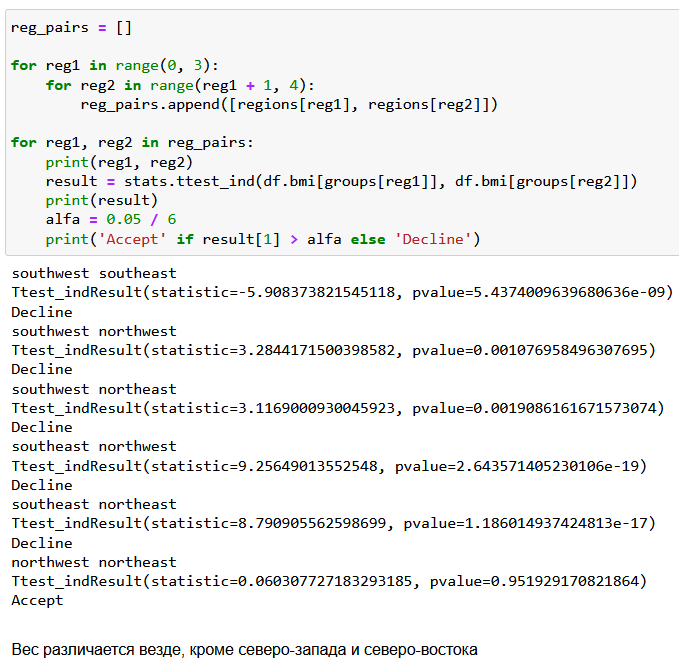 reg_pairs = []
for reg1 in range(0, 3):
    for reg2 in range(reg1 + 1, 4):
        reg_pairs.append([regions[reg1], regions[reg2]])
for reg1, reg2 in reg_pairs:
    print(reg1, reg2)
    result = stats.ttest_ind(df.bmi[groups[reg1]], df.bmi[groups[reg2]])
    print(result)
    alfa = 0.05 / 6
    print('Accept' if result[1] > alfa else 'Decline')
southwest southeast
Ttest_indResult(statistic=-5.908373821545118, pvalue=5.4374009639680636e-09)
Decline
southwest northwest
Ttest_indResult(statistic=3.2844171500398582, pvalue=0.001076958496307695)
Decline
southwest northeast
Ttest_indResult(statistic=3.1169000930045923, pvalue=0.0019086161671573074)
Decline
southeast northwest
Ttest_indResult(statistic=9.25649013552548, pvalue=2.643571405230106e-19)
Decline
southeast northeast
Ttest_indResult(statistic=8.790905562598699, pvalue=1.186014937424813e-17)
Decline
northwest northeast
Ttest_indResult(statistic=0.060307727183293185, pvalue=0.951929170821864)
Accept
Вес различается везде, кроме северо-запада и северо-востока